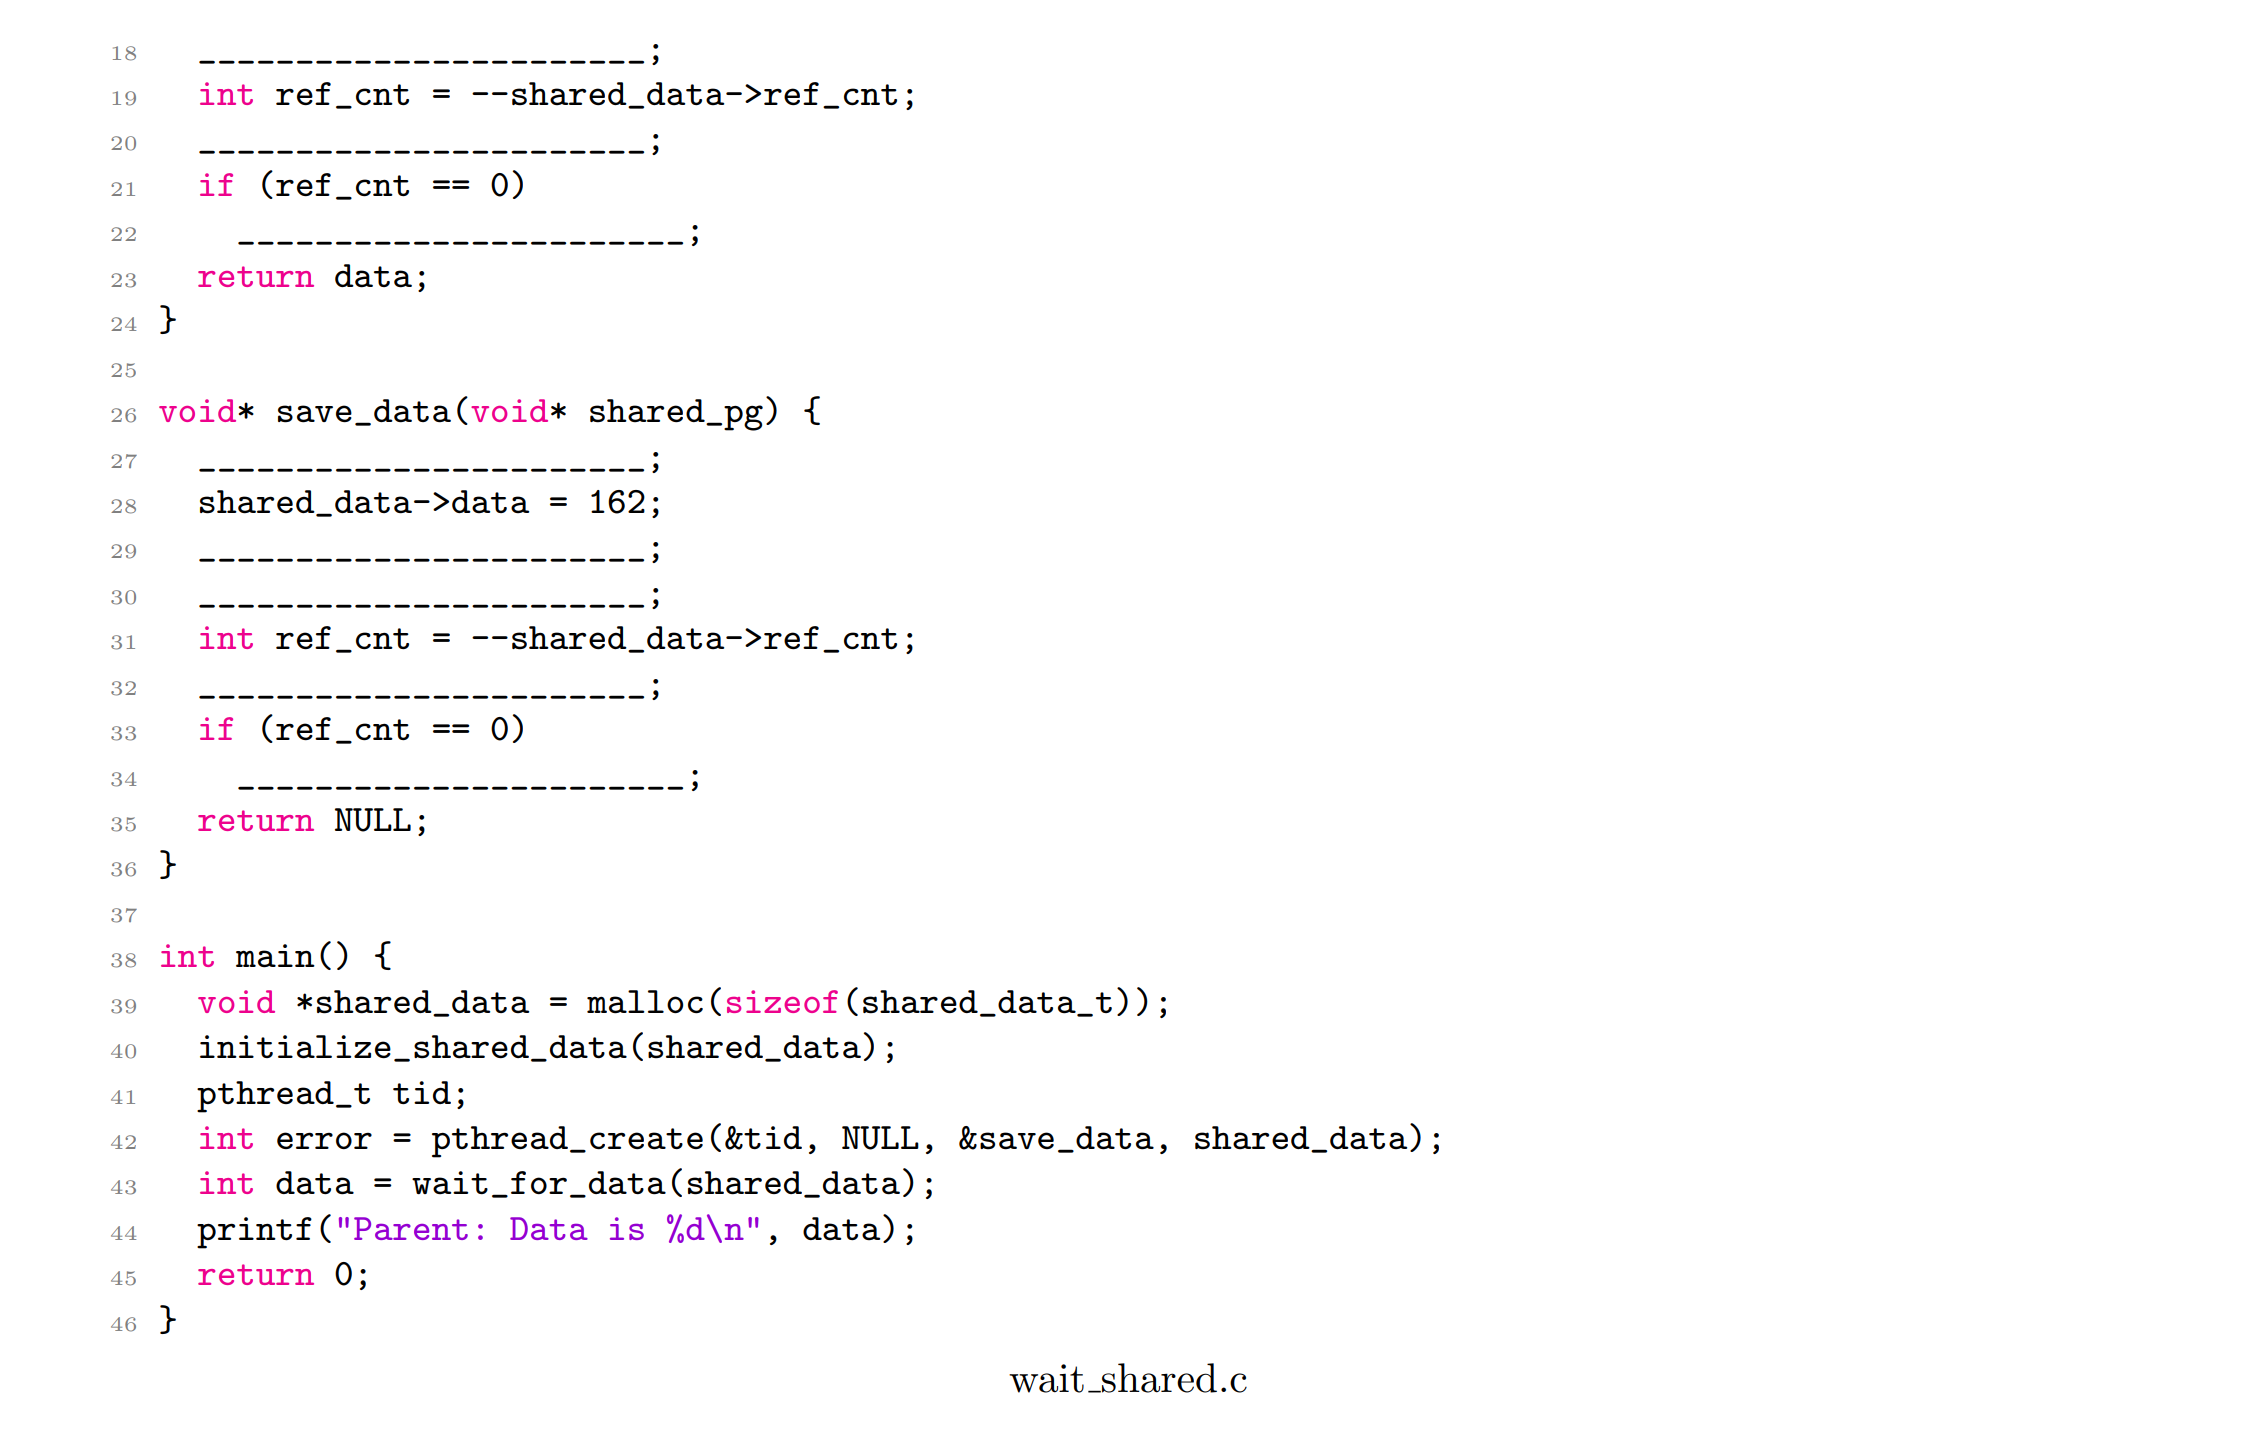 18 _______________________;
19 int ref_cnt = --shared_data->ref_cnt;
20 _______________________;
21 if (ref_cnt == 0)
22 _______________________;
23 return data;
24 }
25
26 void* save_data(void* shared_pg) {
27 _______________________;
28 shared_data->data = 162;
29 _______________________;
30 _______________________;
31 int ref_cnt = --shared_data->ref_cnt;
32 _______________________;
33 if (ref_cnt == 0)
34 _______________________;
35 return NULL;
36 }
37
38 int main() {
39 void *shared_data = malloc(sizeof(shared_data_t));
40 initialize_shared_data(shared_data);
41 pthread_t tid;
42 int error = pthread_create(&tid, NULL, &save_data, shared_data);
43 int data = wait_for_data(shared_data);
44 printf("Parent: Data is %d\n", data);
45 return 0;
46 }
wait_shared.c